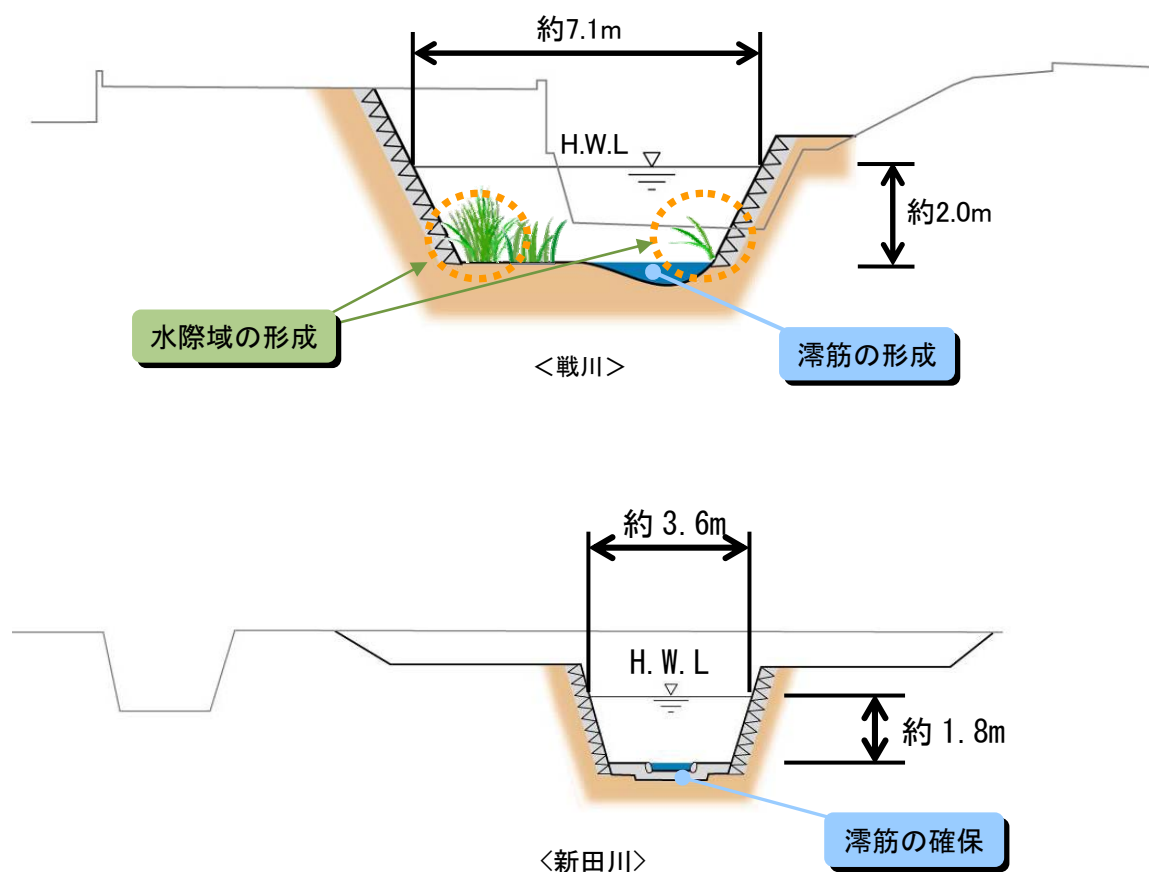 約7.1m
H.W.L
約2.0m
水際域の形成
澪筋の形成
＜戦川＞
約 3.6m
H.W.L
約 1.8m
澪筋の確保
＜新田川＞